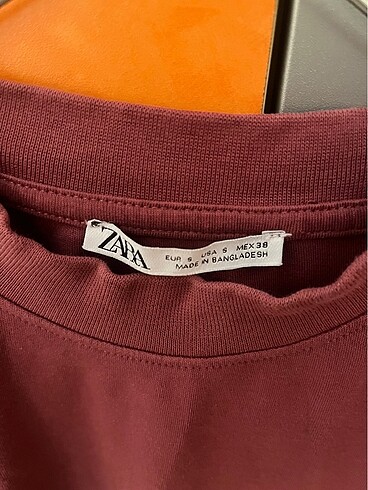 ZARA
EUR S USA S MEX 38
MADE IN BANGLADESH